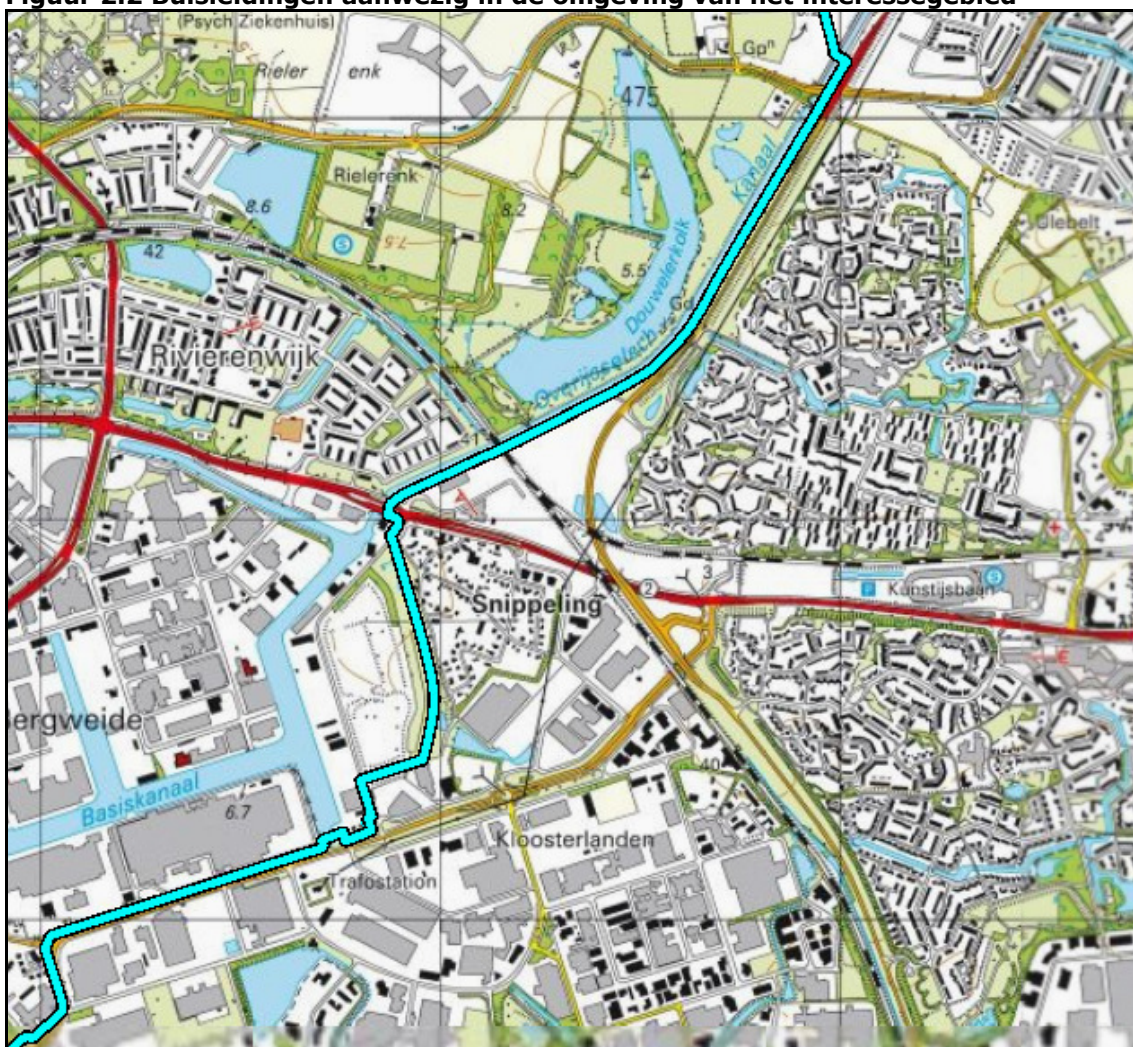 Figuur 2.2 Buisleidingen aanwezig in de omgeving van het interessegebied
(Psych Ziekenhuis)
Gpⁿ
Rieler enk
475
Kanaal
Rielerenk
8.6
8.2
7.5
S
42
5.5
Douwelerkolk
Gd
Rivierenwijk
Snippeling
2
3
P
S
Kunstijsbaan
E
Bergweide
Basiskanaal
6.7
40
Kloosterlanden
Trafostation